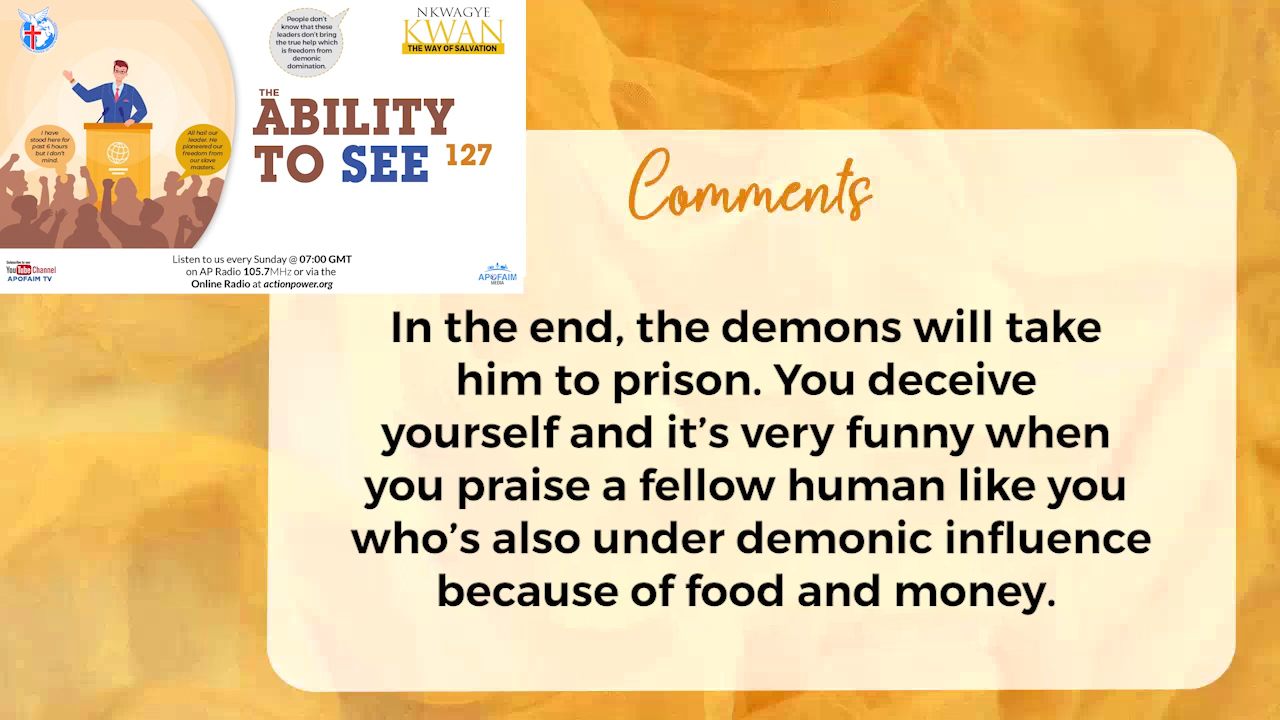 People don't
know that these
leaders don't bring
the true help which
is freedom from
demonic
domination.
NKWAGYE
KWAN
THE WAY OF SALVATION
THE
ABILITY
TO SEE 127
I have
stood here for
past 6 hours
but I don't
mind.
All hail our
leader. He
pioneered our
freedom from
our slave
masters.
Listen to us every Sunday @ 07:00 GMT
on AP Radio 105.7MHz or via the
Online Radio at actionpower.org
You Tube Channel
APOFAIM TV
APOFAIM
MEDIA
Comments
In the end, the demons will take
him to prison. You deceive
yourself and it's very funny when
you praise a fellow human like you
who's also under demonic influence
because of food and money.